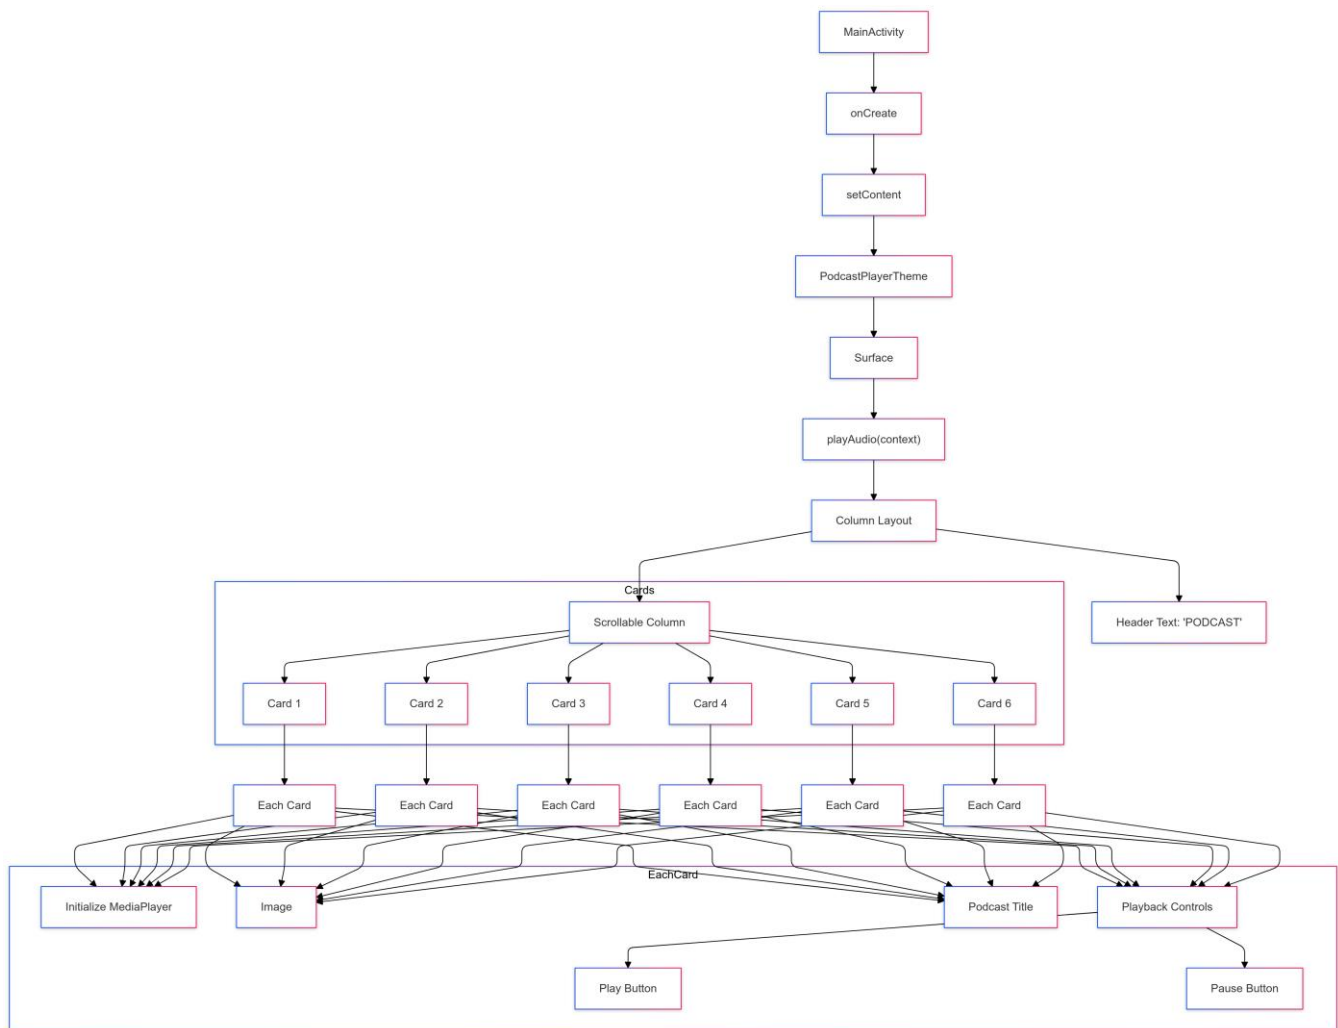 MainActivity
onCreate
setContent
PodcastPlayerTheme
Surface
playAudio(context)
Column Layout
Cards
Scrollable Column
Header Text: 'PODCAST'
Card 1
Card 2
Card 3
Card 4
Card 5
Card 6
Each Card
Each Card
Each Card
Each Card
Each Card
Each Card
EachCard
Initialize MediaPlayer
Image
Podcast Title
Playback Controls
Play Button
Pause Button